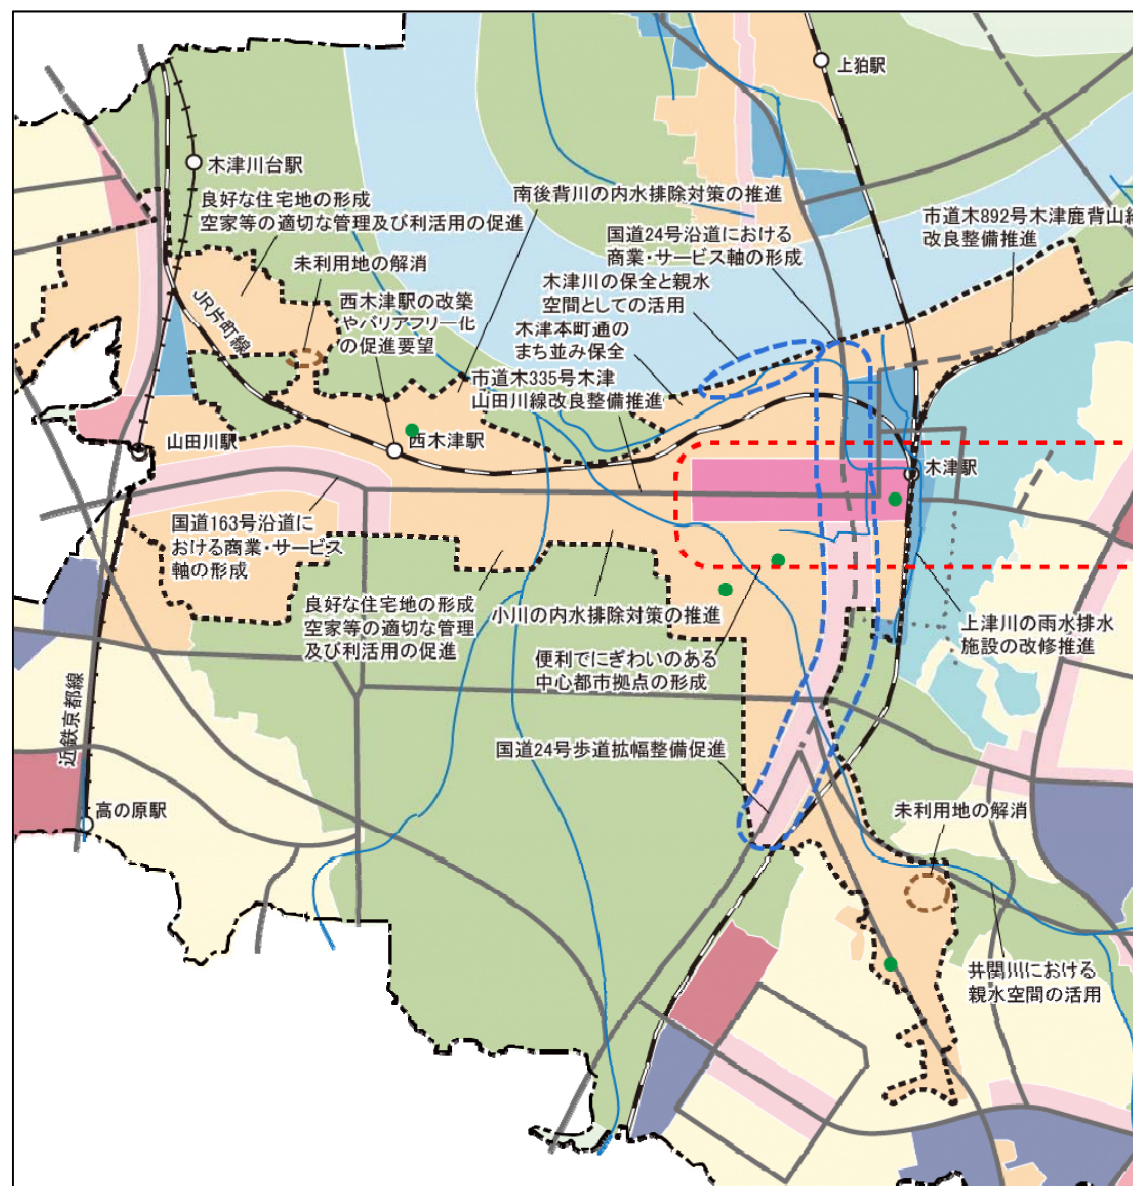 上狛駅
木津川台駅
良好な住宅地の形成
空家等の適切な管理及び利活用の促進
南後背川の内水排除対策の推進
市道木892号木津鹿背山線
改良整備推進
国道24号沿道における
商業・サービス軸の形成
未利用地の解消
木津川の保全と親水
空間としての活用
西木津駅の改築
やバリアフリー化
の促進要望
JR片町線
木津本町通の
まち並み保全
市道木335号木津
山田川線改良整備推進
山田川駅
西木津駅
木津駅
国道163号沿道に
おける商業・サービス
軸の形成
良好な住宅地の形成
空家等の適切な管理
及び利活用の促進
小川の内水排除対策の推進
上津川の雨水排水
施設の改修推進
便利でにぎわいのある
中心都市拠点の形成
近鉄京都線
国道24号歩道拡幅整備促進
高の原駅
未利用地の解消
井関川における
親水空間の活用